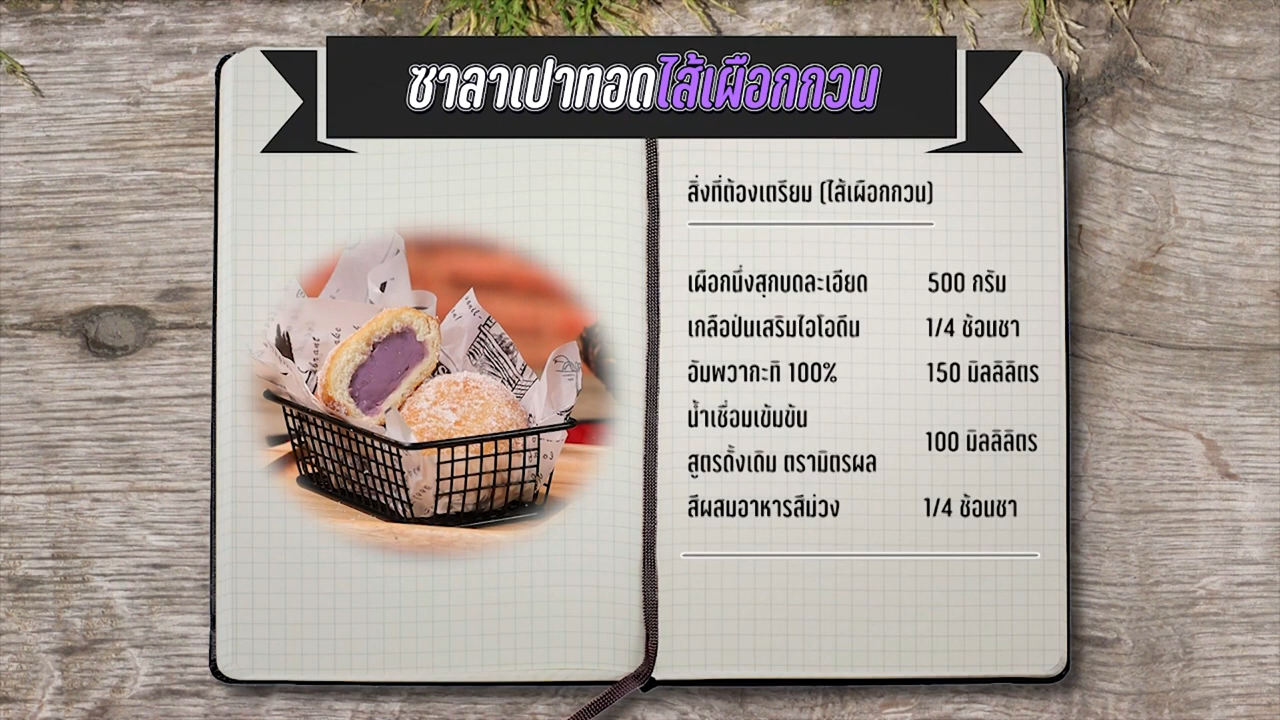 ซาลาเปาทอดไส้เผือกกวน
สิ่งที่ต้องเตรียม (ไส้เผือกกวน)
เผือกนึ่งสุกบดละเอียด 500 กรัม
เกลือป่นเสริมไอโอดีน 1/4 ช้อนชา
อัมพวากะทิ 100% 150 มิลลิลิตร
น้ำเชื่อมเข้มข้น
สูตรดั้งเดิม ตรามิตรผล 100 มิลลิลิตร
สีผสมอาหารสีม่วง 1/4 ช้อนชา